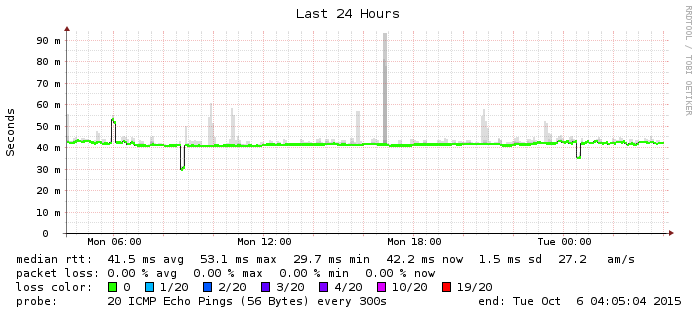 Last 24 Hours
RRDTOOL / TOBI OETIKER
Seconds
90 m
80 m
70 m
60 m
50 m
40 m
30 m
20 m
10 m
0
Mon 06:00 Mon 12:00 Mon 18:00 Tue 00:00
median rtt: 41.5 ms avg 53.1 ms max 29.7 ms min 42.2 ms now 1.5 ms sd 27.2 am/s
packet loss: 0.00 % avg 0.00 % max 0.00 % min 0.00 % now
loss color: 0 1/20 2/20 3/20 4/20 10/20 19/20
probe: 20 ICMP Echo Pings (56 Bytes) every 300s end: Tue Oct 6 04:05:04 2015